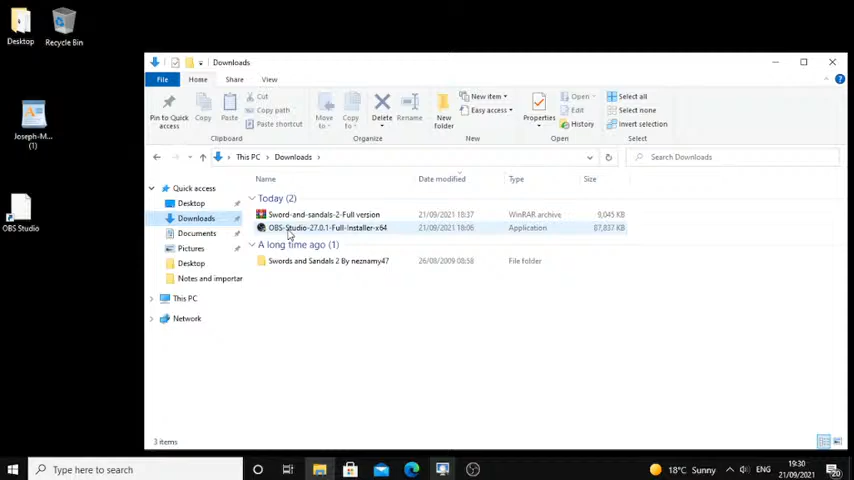 Downloads
File Home Share View
Pin to Quick access
Copy
Paste
Cut
Copy path
Paste shortcut
Clipboard
Move to
Copy to
Delete
Rename
Organize
New folder
New item
Easy access
New
Properties
Open
Edit
History
Open
Select all
Select none
Invert selection
Select
This PC > Downloads >
Search Downloads
Name Date modified Type Size
Quick access
Desktop
Downloads
Documents
Pictures
Desktop
Notes and importar
This PC
Network
Today (2)
Sword-and-sandals-2-Full version 21/09/2021 18:37 WinRAR archive 9,045 KB
OBS-Studio-27.0.1-Full-Installer-x64 21/09/2021 18:06 Application 87,837 KB
A long time ago (1)
Swords and Sandals 2 By neznamy47 26/08/2009 08:58 File folder
3 items
Desktop
Recycle Bin
Joseph-M...
(1)
OBS Studio
Type here to search
18°C Sunny
ENG
19:30
21/09/2021
20